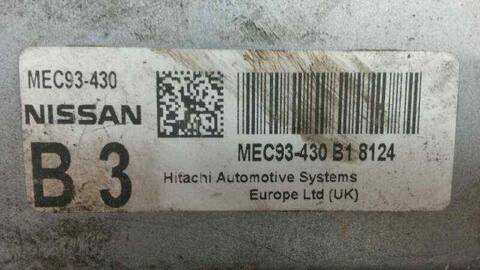 MEC93-430
NISSAN
B 3
MEC93-430 B1 8124
Hitachi Automotive Systems
Europe Ltd (UK)